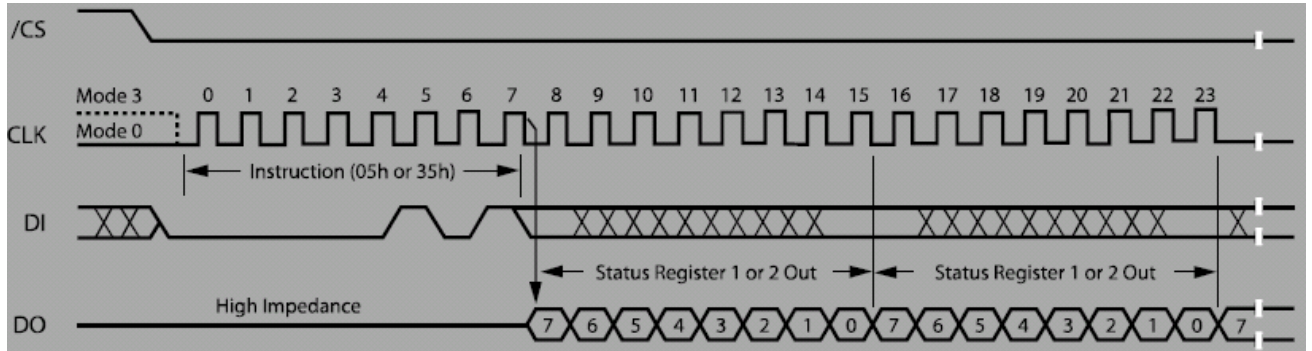 /CS
Mode 3 0 1 2 3 4 5 6 7 8 9 10 11 12 13 14 15 16 17 18 19 20 21 22 23
CLK Mode 0
Instruction (05h or 35h)
DI
Status Register 1 or 2 Out Status Register 1 or 2 Out
High Impedance
DO 7 6 5 4 3 2 1 0 7 6 5 4 3 2 1 0 7